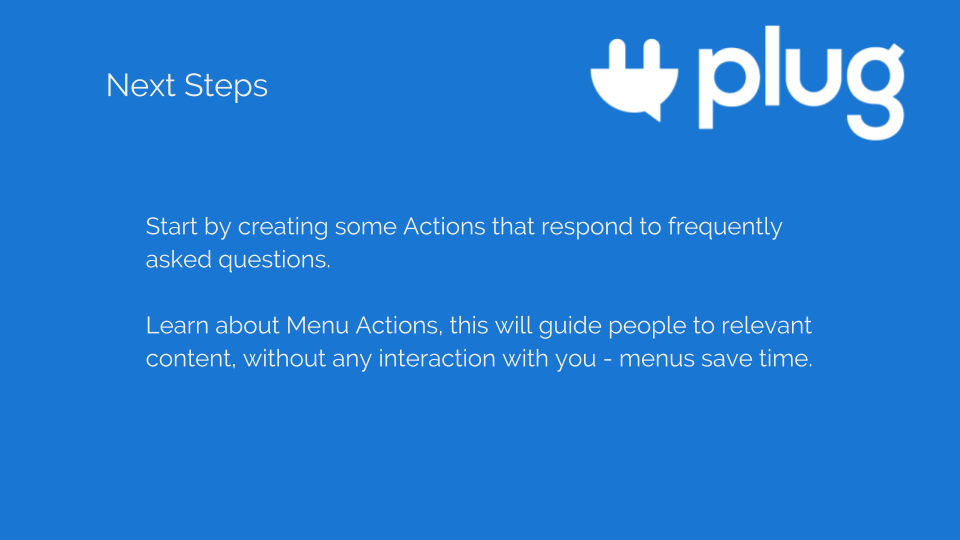 Next Steps
plug
Start by creating some Actions that respond to frequently
asked questions.
Learn about Menu Actions, this will guide people to relevant
content, without any interaction with you - menus save time.